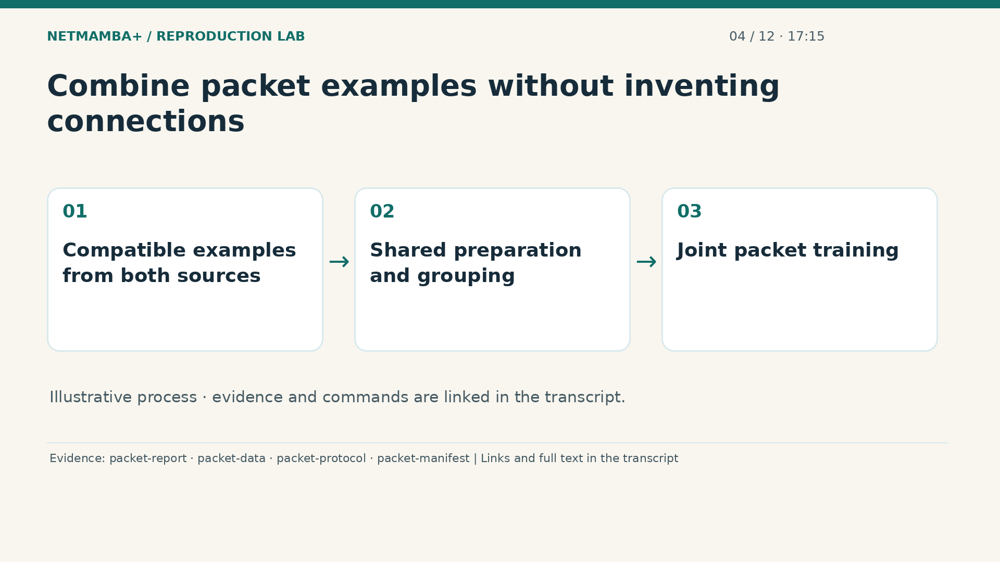 NETMAMBA+ / REPRODUCTION LAB
04 / 12 · 17:15
Combine packet examples without inventing
connections
01
Compatible examples
from both sources
→
02
Shared preparation
and grouping
→
03
Joint packet training
Illustrative process · evidence and commands are linked in the transcript.
Evidence: packet-report · packet-data · packet-protocol · packet-manifest | Links and full text in the transcript